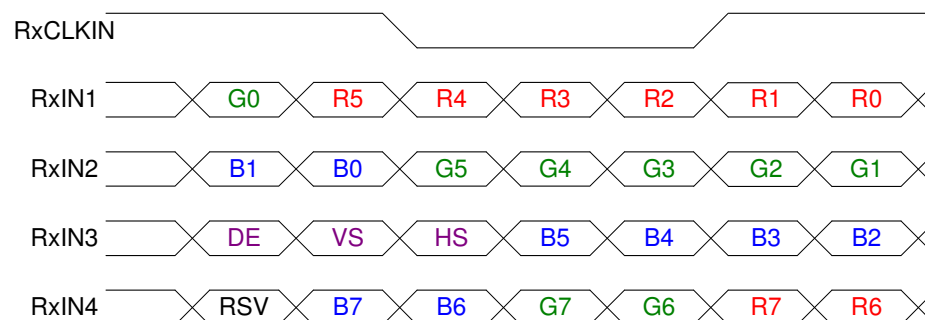 RxCLKIN
RxIN1 G0 R5 R4 R3 R2 R1 R0
RxIN2 B1 B0 G5 G4 G3 G2 G1
RxIN3 DE VS HS B5 B4 B3 B2
RxIN4 RSV B7 B6 G7 G6 R7 R6